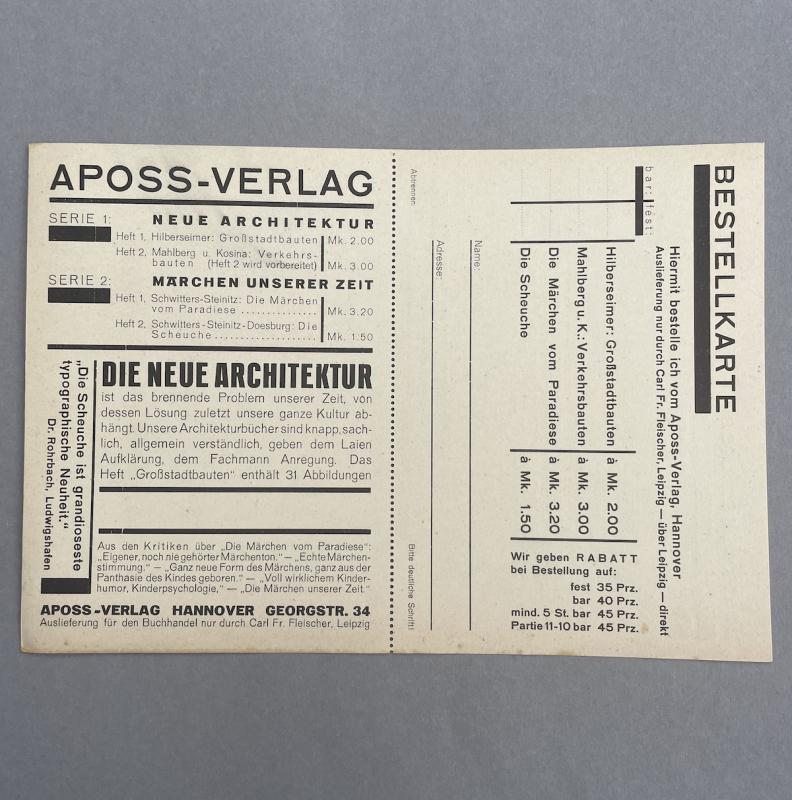 APOSS-VERLAG
SERIE 1: NEUE ARCHITEKTUR
Heft 1, Hilberseimer: Großstadtbauten Mk. 2.00
Heft 2, Mahlberg u. Kosina: Verkehrs-
bauten (Heft 2 wird vorbereitet) Mk. 3.00
SERIE 2: MÄRCHEN UNSERER ZEIT
Heft 1, Schwitters-Steinitz: Die Märchen
vom Paradiese ............... Mk. 3.20
Heft 2, Schwitters-Steinitz-Doesburg: Die
Scheuche .................... Mk. 1.50
„Die Scheuche ist grandioseste
typographische Neuheit.“
Dr. Rohrbach, Ludwigshafen
DIE NEUE ARCHITEKTUR
ist das brennende Problem unserer Zeit, von
dessen Lösung zuletzt unsere ganze Kultur ab-
hängt. Unsere Architekturbücher sind knapp, sach-
lich, allgemein verständlich, geben dem Laien
Aufklärung, dem Fachmann Anregung. Das
Heft „Großstadtbauten“ enthält 31 Abbildungen
Aus den Kritiken über „Die Märchen vom Paradiese“:
„Eigener, noch nie gehörter Märchenton.“ — „Echte Märchen-
stimmung.“ — „Ganz neue Form des Märchens, ganz aus der
Panthasie des Kindes geboren.“ — „Voll wirklichem Kinder-
humor, Kinderpsychologie,“ — „Die Märchen unserer Zeit.“
APOSS-VERLAG HANNOVER GEORGSTR. 34
Auslieferung für den Buchhandel nur durch Carl Fr. Fleischer, Leipzig
BESTELLKARTE
Hiermit bestelle ich vom Aposs-Verlag, Hannover
Auslieferung nur durch Carl Fr. Fleischer, Leipzig — über Leipzig — direkt
bar: fest:
Hilberseimer: Großstadtbauten à Mk. 2.00
Mahlberg u. K.: Verkehrsbauten à Mk. 3.00
Die Märchen vom Paradiese à Mk. 3.20
Die Scheuche à Mk. 1.50
Wir geben RABATT
bei Bestellung auf:
fest 35 Prz.
bar 40 Prz.
mind. 5 St. bar 45 Prz.
Partie 11-10 bar 45 Prz.
Name:
Adresse:
Abtrennen
Bitte deutliche Schrift!